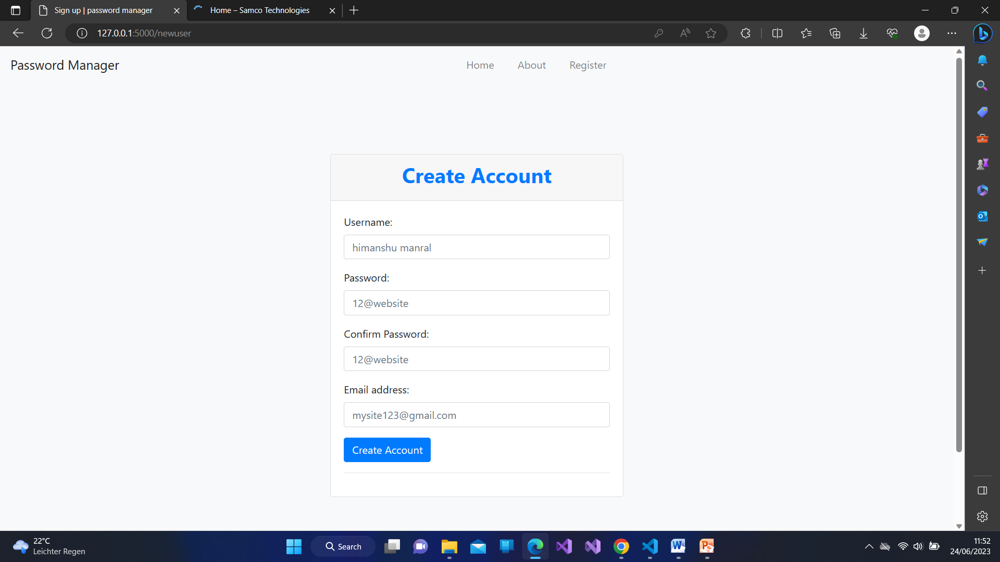 Sign up | password manager
Home – Samco Technologies
127.0.0.1:5000/newuser
Password Manager
Home
About
Register
Create Account
Username:
himanshu manral
Password:
12@website
Confirm Password:
12@website
Email address:
mysite123@gmail.com
Create Account
22°C
Leichter Regen
Search
11:52
24/06/2023